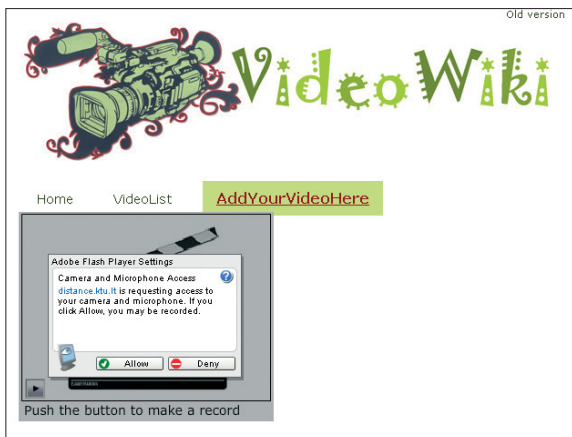 Old version
VideoWiki
Home VideoList AddYourVideoHere
Adobe Flash Player Settings
Camera and Microphone Access
distance.ktu.lt is requesting access to
your camera and microphone. If you
click Allow, you may be recorded.
Allow Deny
Push the button to make a record